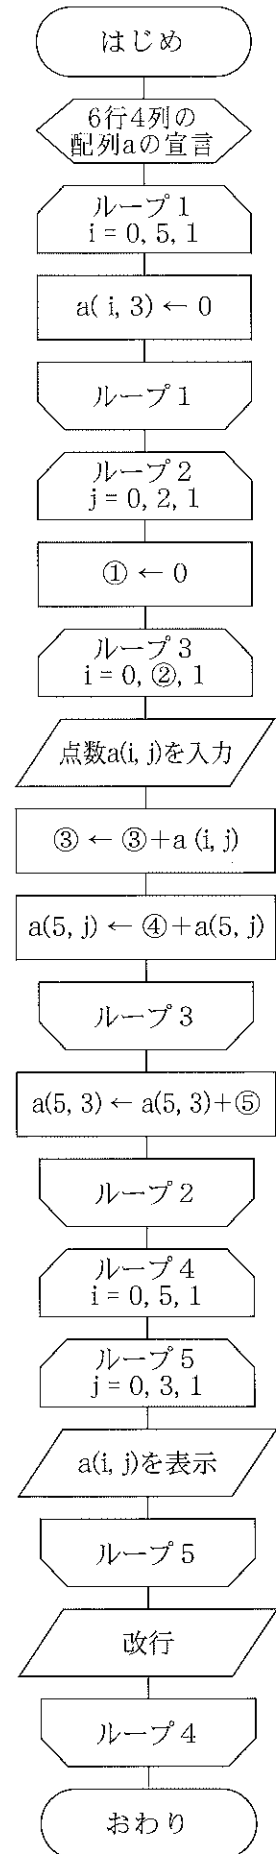 はじめ
6行4列の
配列aの宣言
ループ1
i = 0, 5, 1
a( i, 3) ← 0
ループ1
ループ2
j = 0, 2, 1
① ← 0
ループ3
i = 0, ②, 1
点数a(i, j)を入力
③ ← ③+a (i, j)
a(5, j) ← ④+a(5, j)
ループ3
a(5, 3) ← a(5, 3)+⑤
ループ2
ループ4
i = 0, 5, 1
ループ5
j = 0, 3, 1
a(i, j)を表示
ループ5
改行
ループ4
おわり